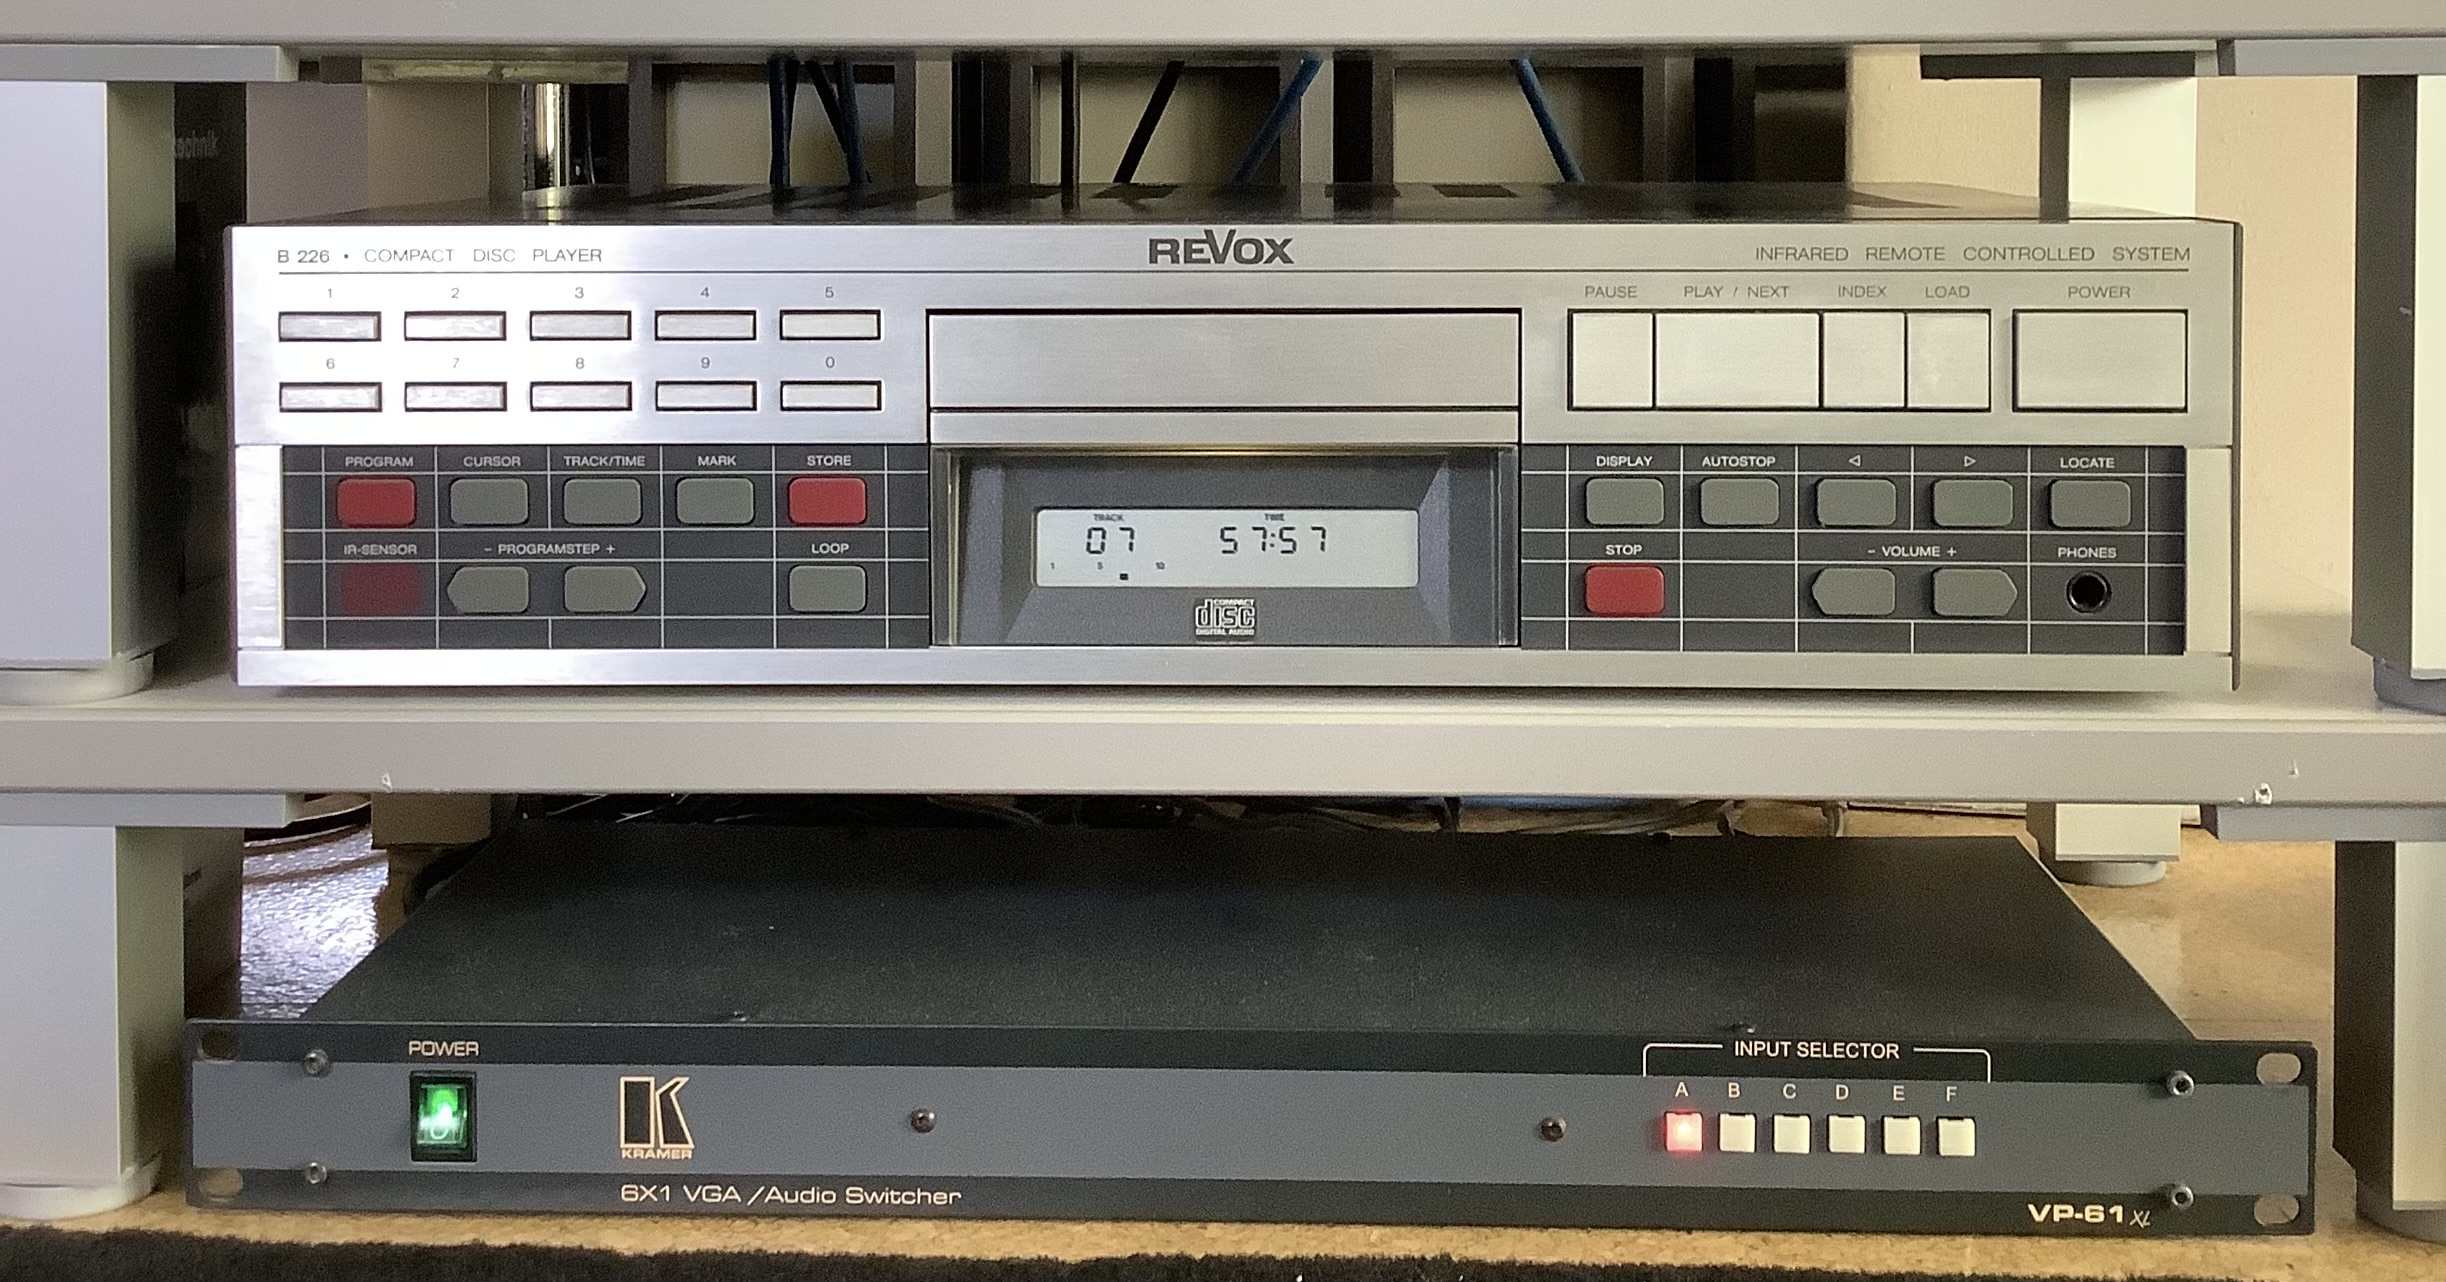 technik
B 226 • COMPACT DISC PLAYER
REVOX
INFRARED REMOTE CONTROLLED SYSTEM
1 2 3 4 5
PAUSE PLAY / NEXT INDEX LOAD POWER
6 7 8 9 0
PROGRAM CURSOR TRACK/TIME MARK STORE
DISPLAY AUTOSTOP ◁ ▷ LOCATE
TRACK TIME
07 57:57
1 5 10
IR-SENSOR - PROGRAMSTEP + LOOP
STOP - VOLUME + PHONES
COMPACT
disc
DIGITAL AUDIO
POWER
INPUT SELECTOR
A B C D E F
K
KRAMER
6X1 VGA /Audio Switcher
VP-61 XL